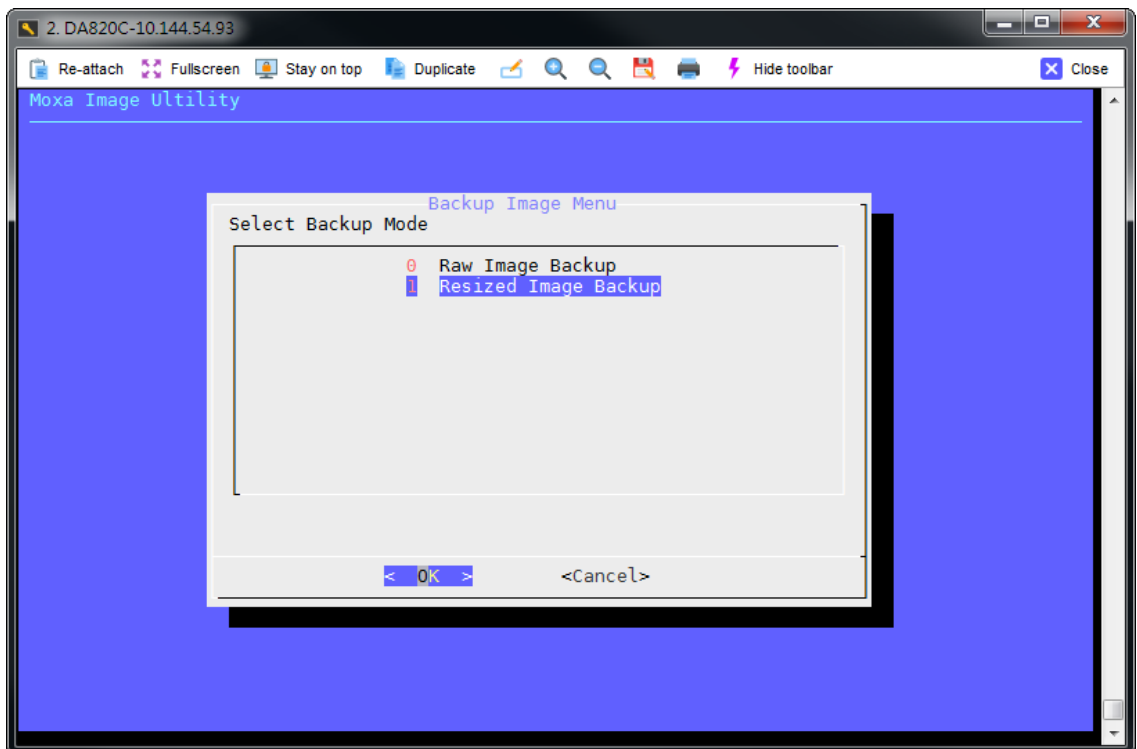 2. DA820C-10.144.54.93
Re-attach Fullscreen Stay on top Duplicate Hide toolbar Close
Moxa Image Ultility
Backup Image Menu
Select Backup Mode
0 Raw Image Backup
1 Resized Image Backup
< OK > <Cancel>